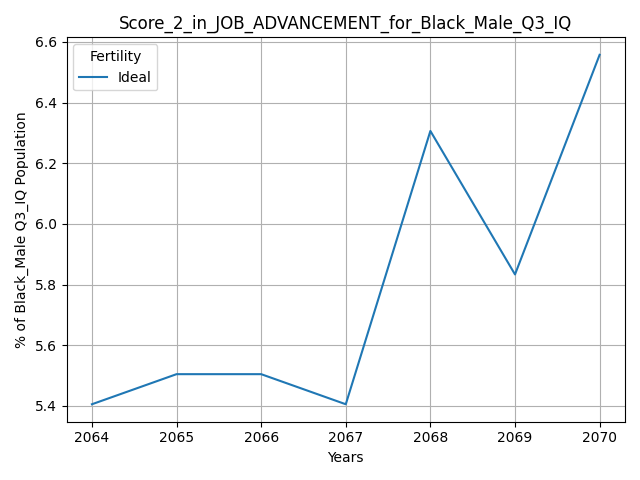 Score_2_in_JOB_ADVANCEMENT_for_Black_Male_Q3_IQ
Fertility
Ideal
% of Black_Male Q3_IQ Population
6.6
6.4
6.2
6.0
5.8
5.6
5.4
2064 2065 2066 2067 2068 2069 2070
Years